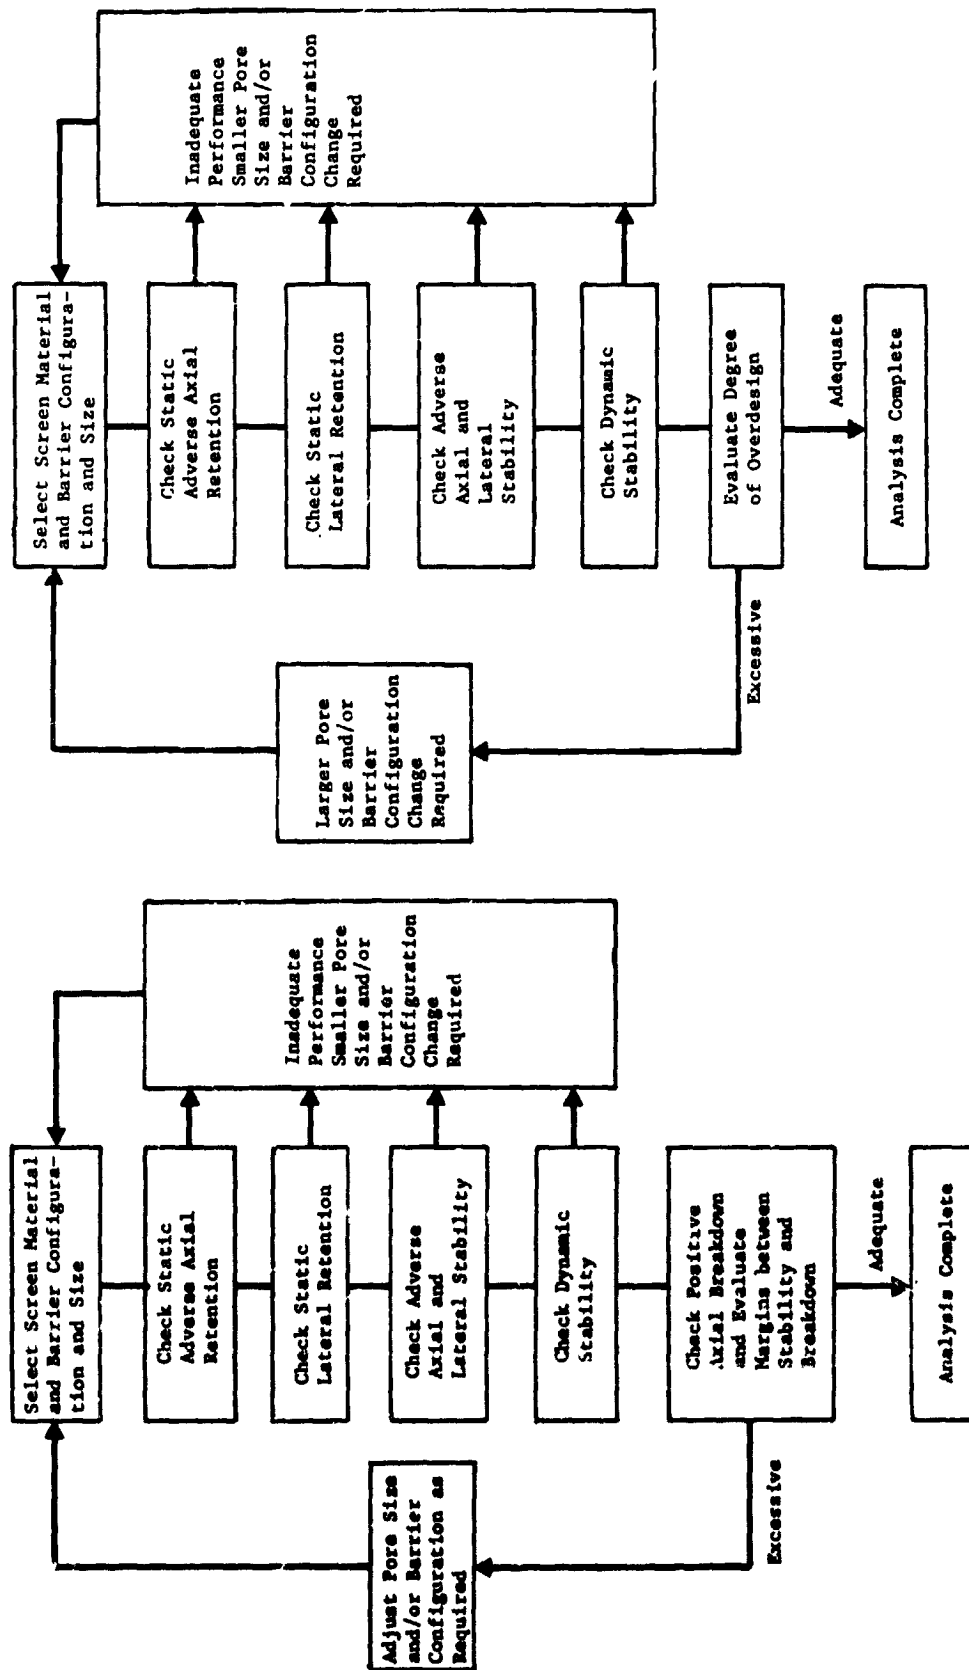 Select Screen Material
and Barrier Configura-
tion and Size
Check Static
Adverse Axial
Retention
Check Static
Lateral Retention
Check Adverse
Axial and
Lateral Stability
Check Dynamic
Stability
Check Positive
Axial Breakdown
and Evaluate
Margins between
Stability and
Breakdown
Adequate
Analysis Complete
Excessive
Adjust Pore Size
and/or Barrier
Configuration as
Required
Inadequate
Performance
Smaller Pore
Size and/or
Barrier
Configuration
Change
Required
Select Screen Material
and Barrier Configura-
tion and Size
Check Static
Adverse Axial
Retention
Check Static
Lateral Retention
Check Adverse
Axial and
Lateral
Stability
Check Dynamic
Stability
Evaluate Degree
of Overdesign
Adequate
Analysis Complete
Excessive
Larger Pore
Size and/or
Barrier
Configuration
Change
Required
Inadequate
Performance
Smaller Pore
Size and/or
Barrier
Configuration
Change
Required